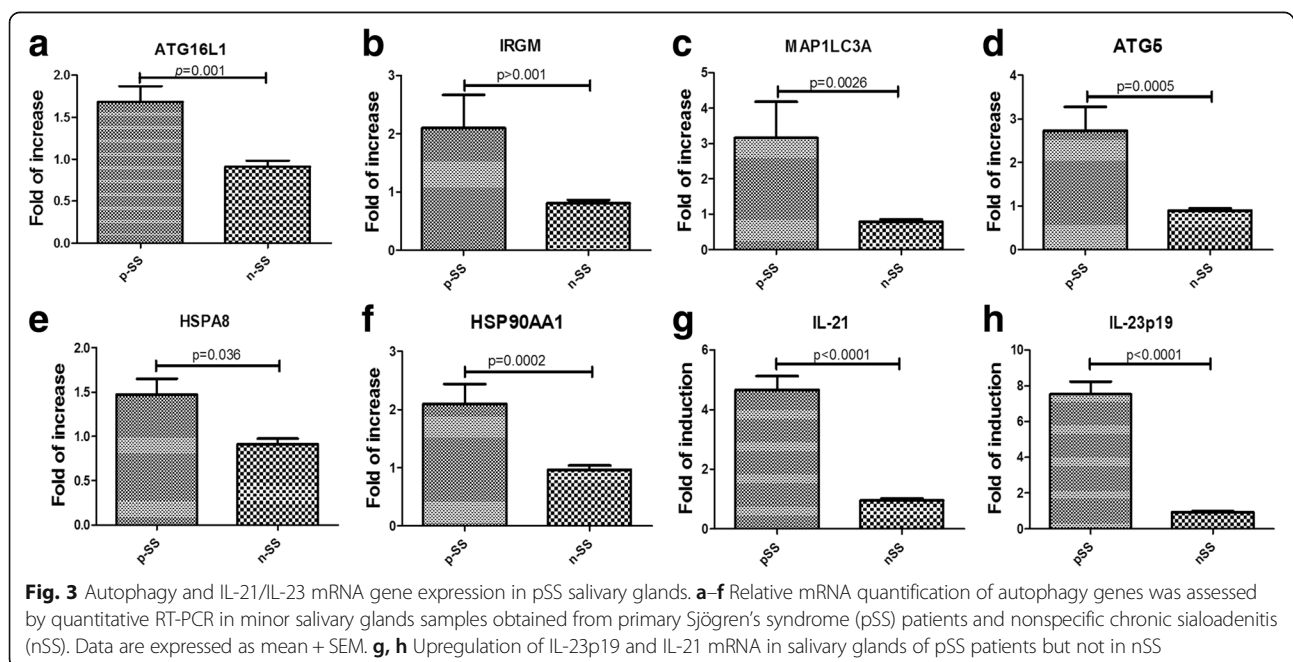 a
ATG16L1
p=0.001
Fold of increase
2.0
1.5
1.0
0.5
0.0
p-SS
n-SS
b
IRGM
p>0.001
Fold of increase
3
2
1
0
p-SS
n-SS
c
MAP1LC3A
p=0.0026
Fold of increase
5
4
3
2
1
0
p-SS
n-SS
d
ATG5
p=0.0005
Fold of increase
4
3
2
1
0
p-SS
n-SS
e
HSPA8
p=0.036
Fold of increase
2.0
1.5
1.0
0.5
0.0
p-SS
n-SS
f
HSP90AA1
p=0.0002
Fold of increase
3
2
1
0
p-SS
n-SS
g
IL-21
p<0.0001
Fold of induction
6
4
2
0
pSS
nSS
h
IL-23p19
p<0.0001
Fold of induction
10
8
6
4
2
0
pSS
nSS
Fig. 3 Autophagy and IL-21/IL-23 mRNA gene expression in pSS salivary glands. a–f Relative mRNA quantification of autophagy genes was assessed
by quantitative RT-PCR in minor salivary glands samples obtained from primary Sjögren's syndrome (pSS) patients and nonspecific chronic sialoadenitis
(nSS). Data are expressed as mean + SEM. g, h Upregulation of IL-23p19 and IL-21 mRNA in salivary glands of pSS patients but not in nSS